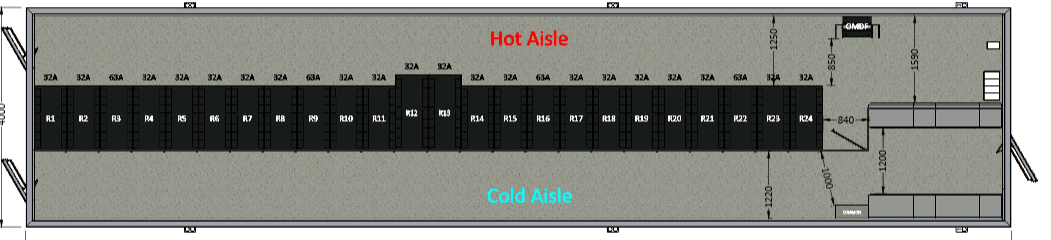 Hot Aisle
OMDF
1250
850
1590
32A 32A 63A 32A 32A 32A 32A 32A 63A 32A 32A 32A 32A 32A 32A 63A 32A 32A 32A 32A 32A 63A 32A 32A
R1 R2 R3 R4 R5 R6 R7 R8 R9 R10 R11 R12 R13 R14 R15 R16 R17 R18 R19 R20 R21 R22 R23 R24
840
4000
1200
1000
1220
Cold Aisle